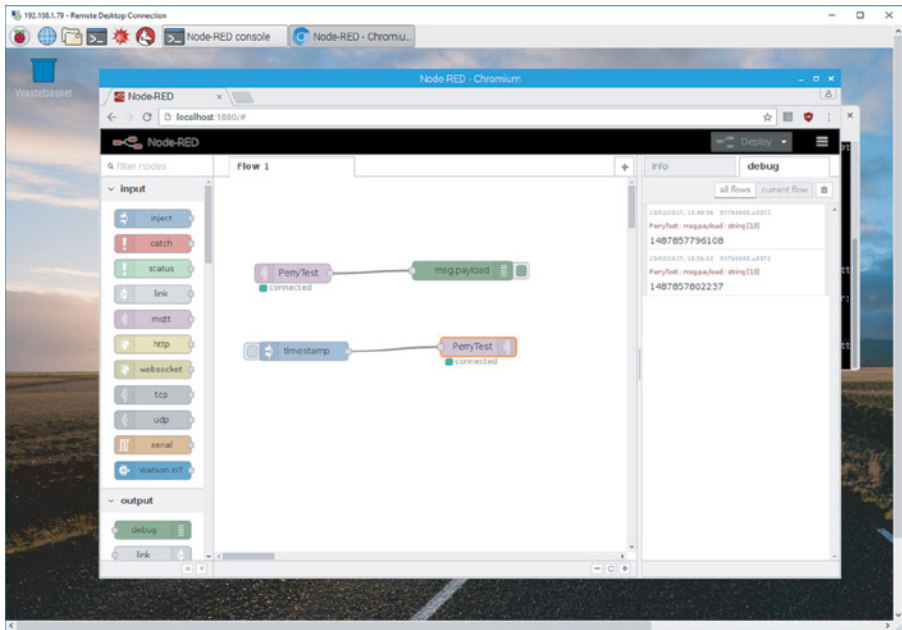 192.168.1.79 - Remote Desktop Connection
Node-RED console
Node-RED - Chromiu...
Wastebasket
Node-RED - Chromium
Node-RED
localhost:1880/#
Node-RED
Deploy
filter nodes
Flow 1
info
debug
all flows
current flow
input
inject
catch
status
link
mqtt
http
websocket
tcp
udp
serial
Watson IoT
output
debug
link
PerryTest
connected
msg.payload
timestamp
PerryTest
connected
PerryTest : msg.payload : string [13]
1487857796108
PerryTest : msg.payload : string [13]
1487857802237